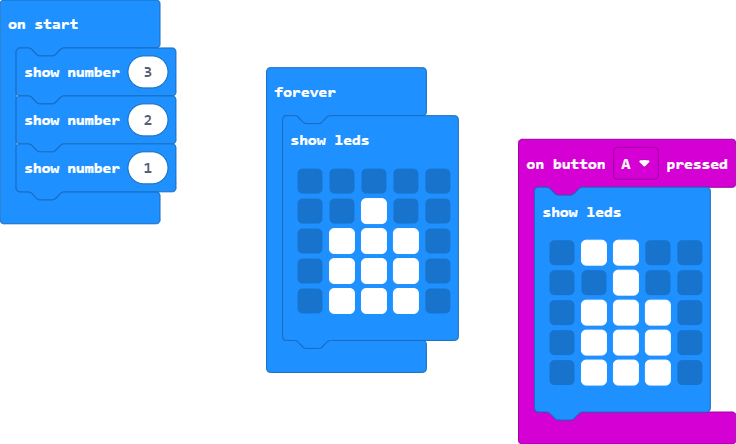 on start
show number 3
show number 2
show number 1
forever
show leds
on button A pressed
show leds